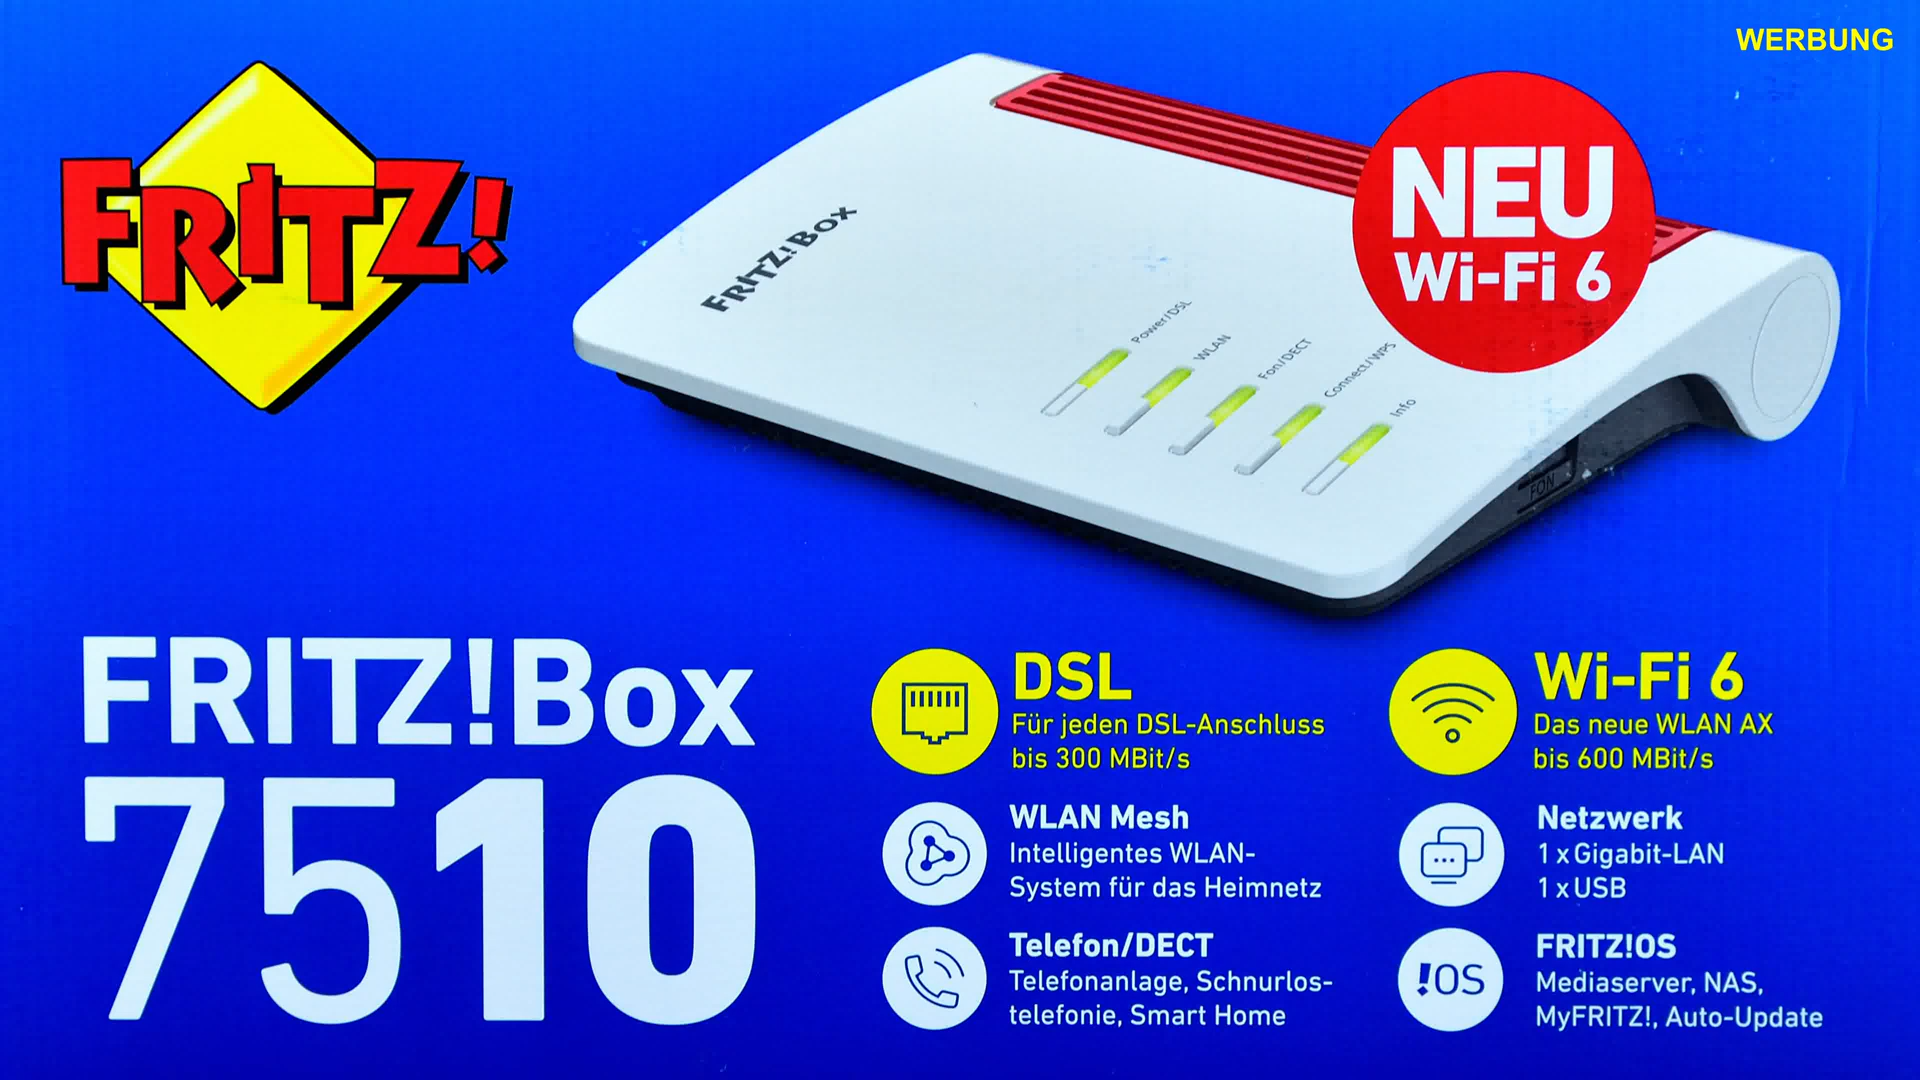 WERBUNG
FRITZ!
FRITZ!Box
NEU
Wi-Fi 6
Power/DSL
WLAN
Fon/DECT
Connect/WPS
Info
FON
FRITZ!Box
7510
DSL
Für jeden DSL-Anschluss
bis 300 MBit/s
Wi-Fi 6
Das neue WLAN AX
bis 600 MBit/s
WLAN Mesh
Intelligentes WLAN-
System für das Heimnetz
Netzwerk
1 x Gigabit-LAN
1 x USB
Telefon/DECT
Telefonanlage, Schnurlos-
telefonie, Smart Home
!OS
FRITZ!OS
Mediaserver, NAS,
MyFRITZ!, Auto-Update